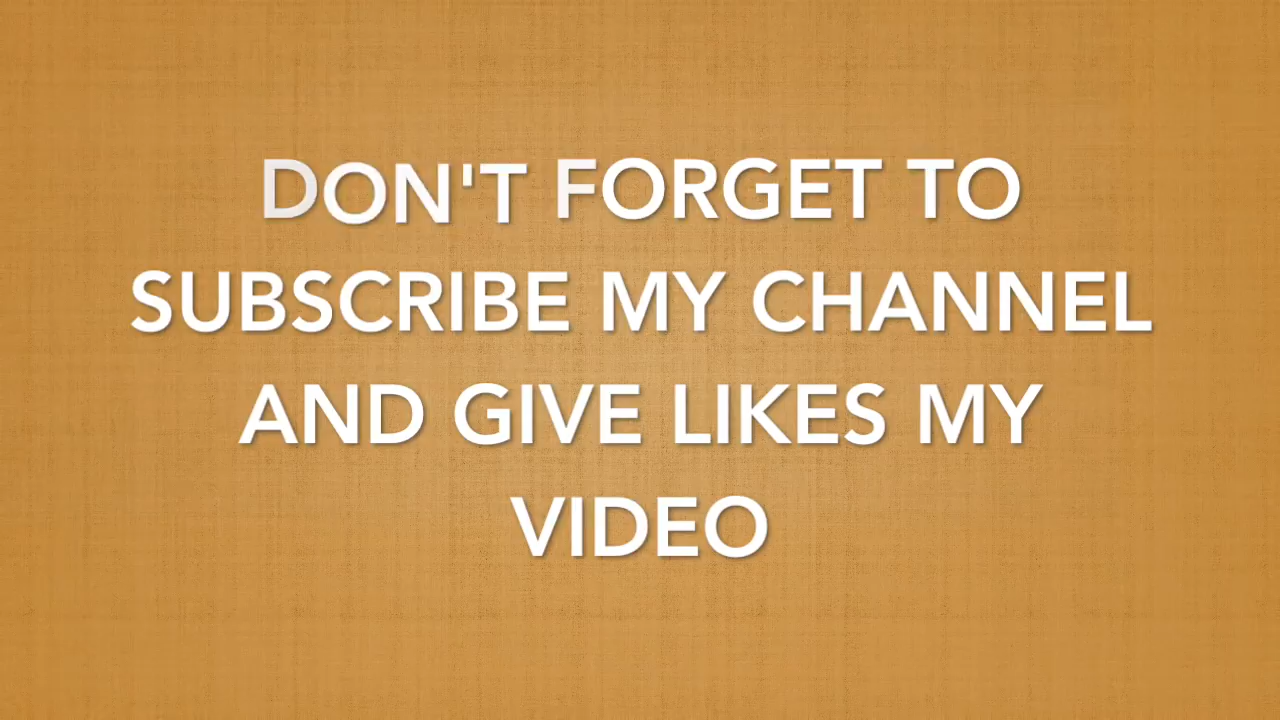 DON'T FORGET TO
SUBSCRIBE MY CHANNEL
AND GIVE LIKES MY
VIDEO